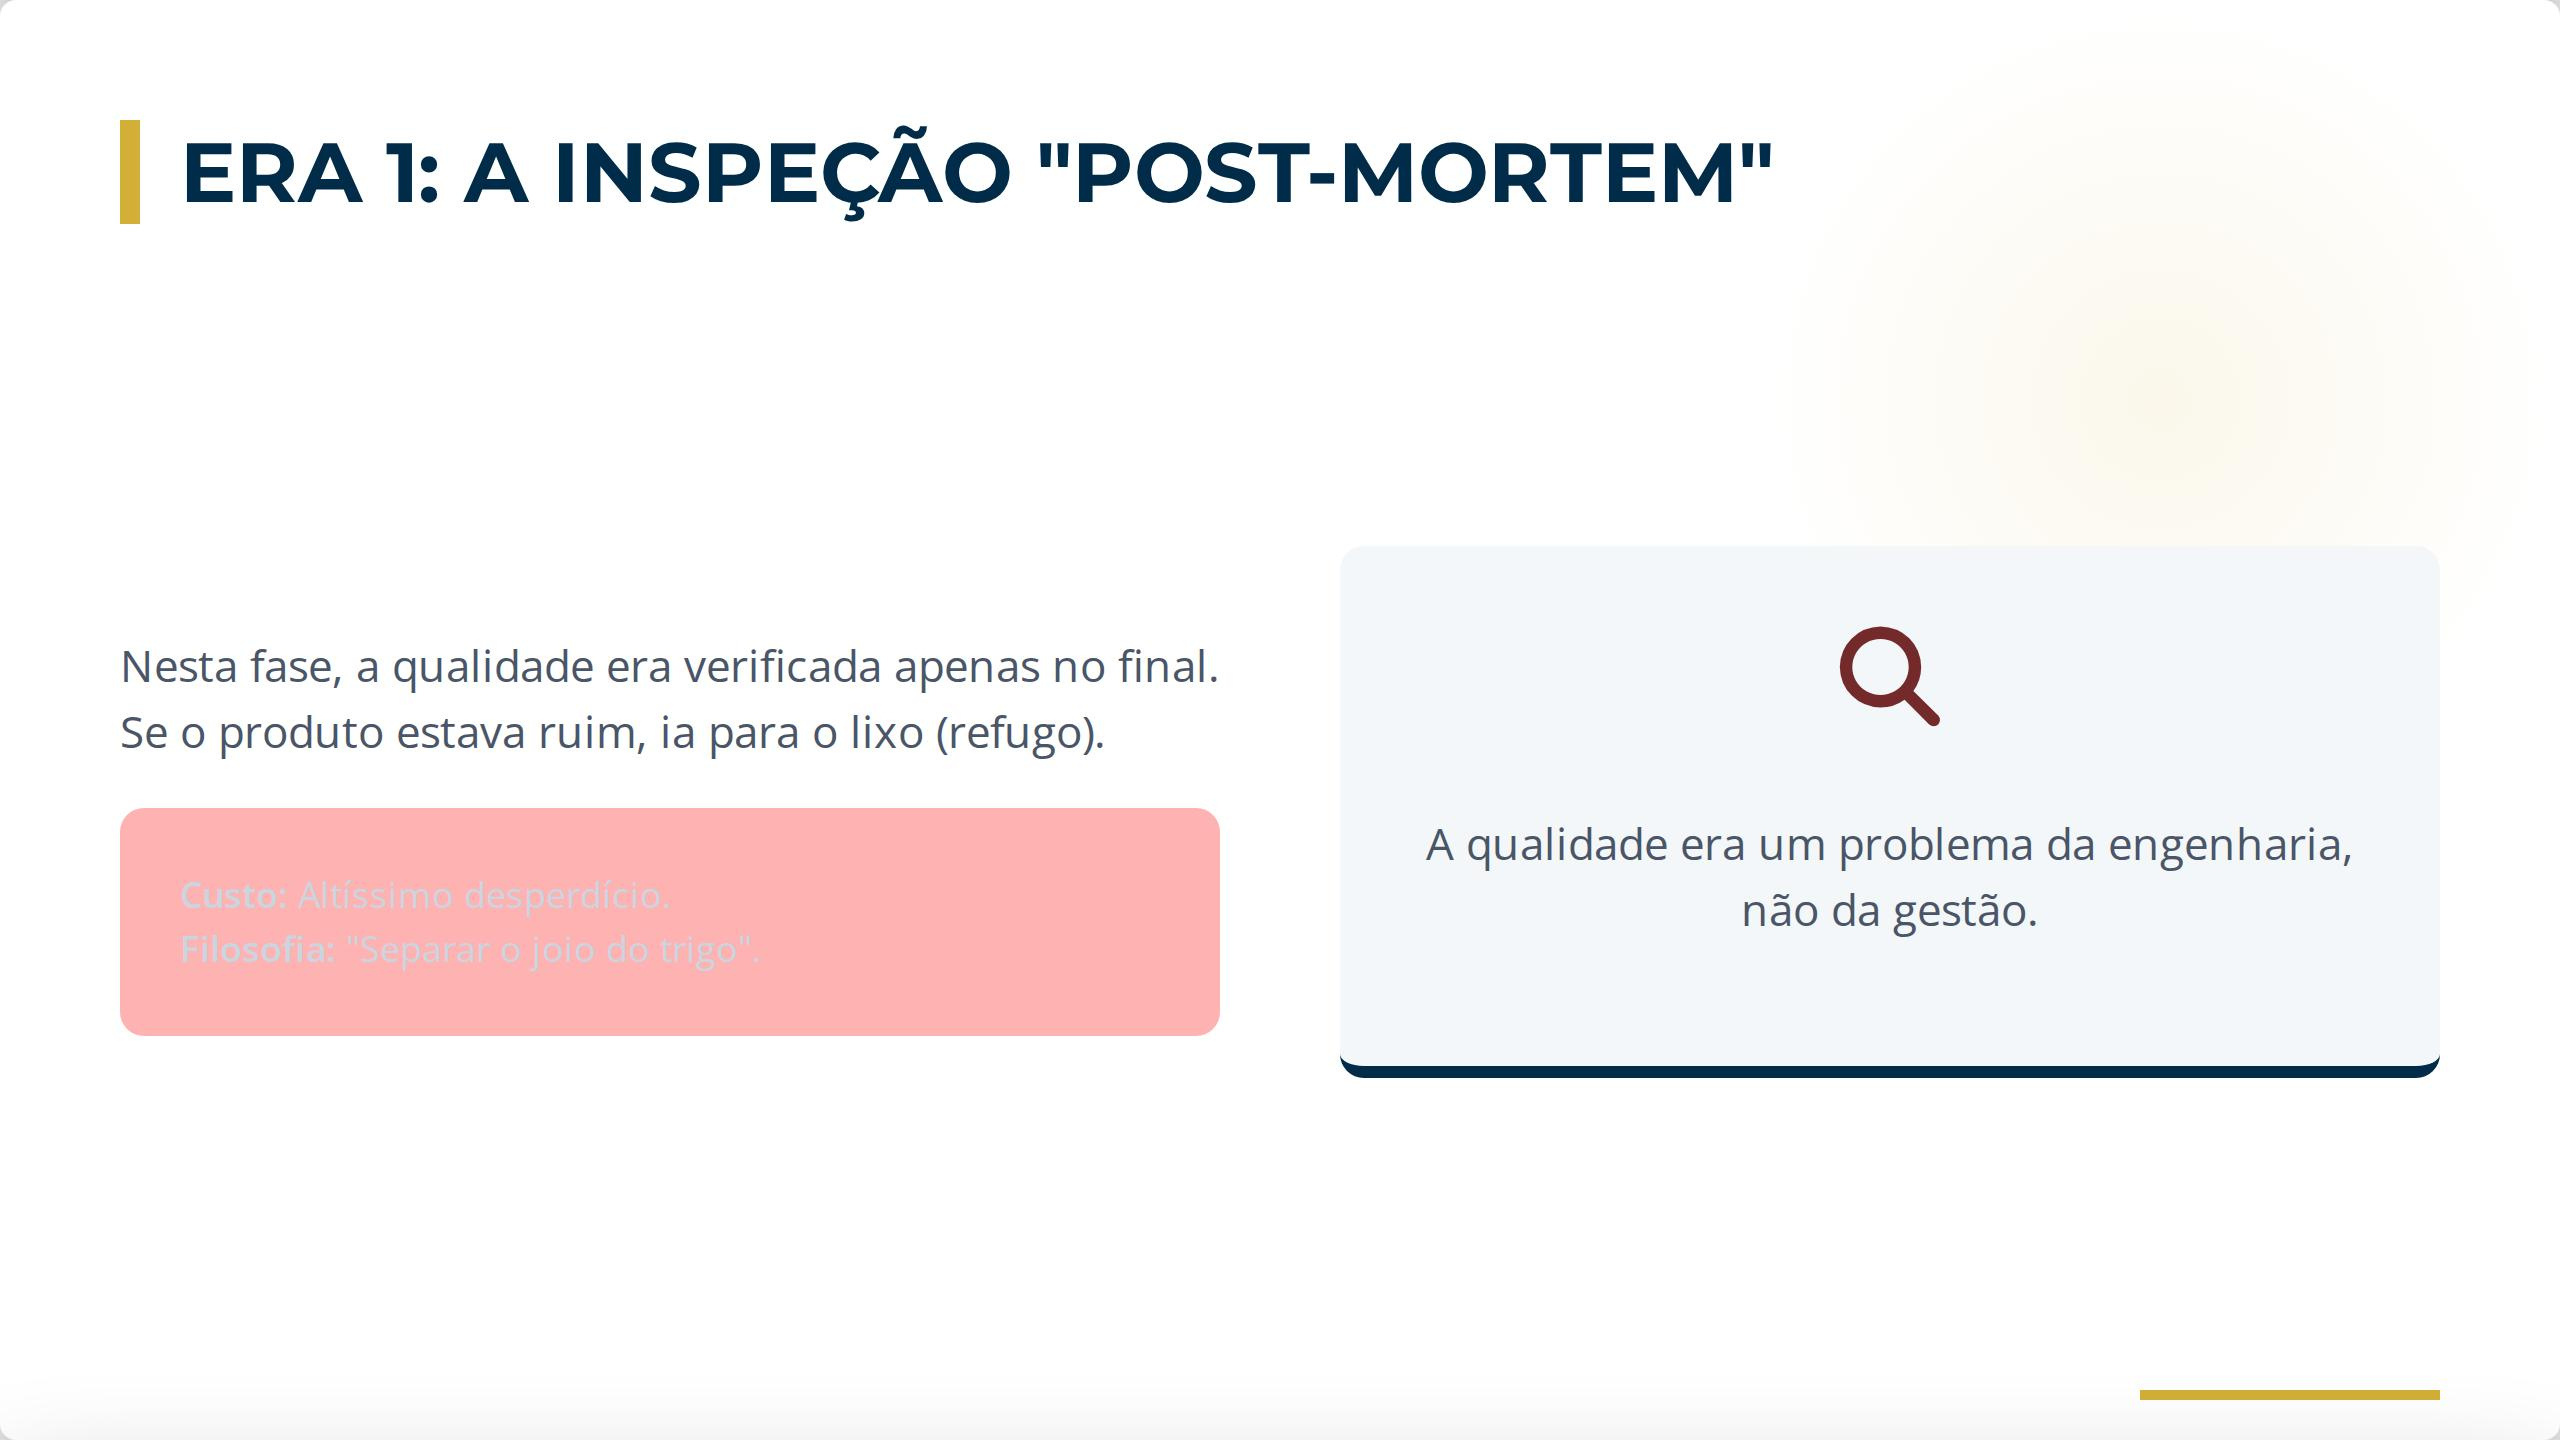 ERA 1: A INSPEÇÃO "POST-MORTEM"
Nesta fase, a qualidade era verificada apenas no final.
Se o produto estava ruim, ia para o lixo (refugo).
Custo: Altíssimo desperdício.
Filosofia: "Separar o joio do trigo".
A qualidade era um problema da engenharia,
não da gestão.